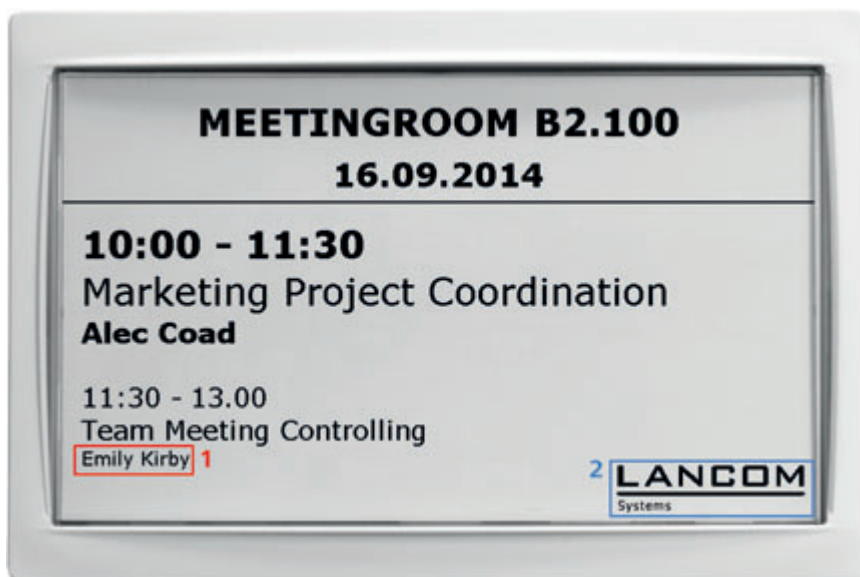 MEETINGROOM B2.100
16.09.2014
10:00 - 11:30
Marketing Project Coordination
Alec Coad
11:30 - 13.00
Team Meeting Controlling
Emily Kirby 1
2 LANCOM
Systems